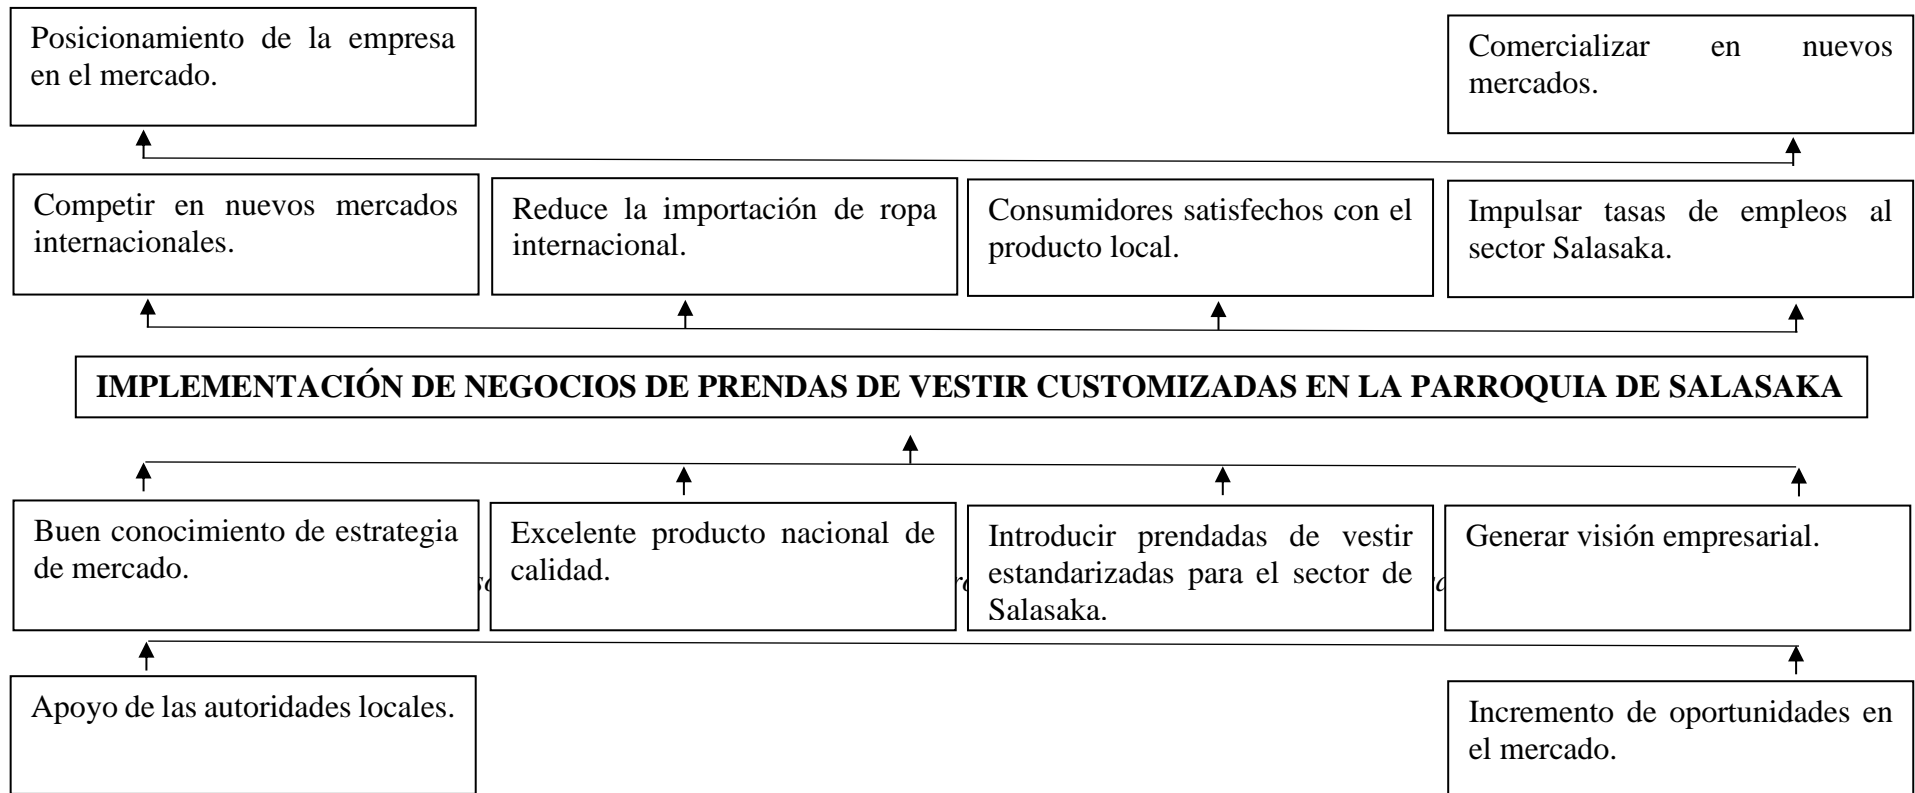 Posicionamiento de la empresa
en el mercado.
Comercializar en nuevos
mercados.
Competir en nuevos mercados
internacionales.
Reduce la importación de ropa
internacional.
Consumidores satisfechos con el
producto local.
Impulsar tasas de empleos al
sector Salasaka.
IMPLEMENTACIÓN DE NEGOCIOS DE PRENDAS DE VESTIR CUSTOMIZADAS EN LA PARROQUIA DE SALASAKA
Buen conocimiento de estrategia
de mercado.
Excelente producto nacional de
calidad.
Introducir prendadas de vestir
estandarizadas para el sector de
Salasaka.
Generar visión empresarial.
Apoyo de las autoridades locales.
Incremento de oportunidades en
el mercado.